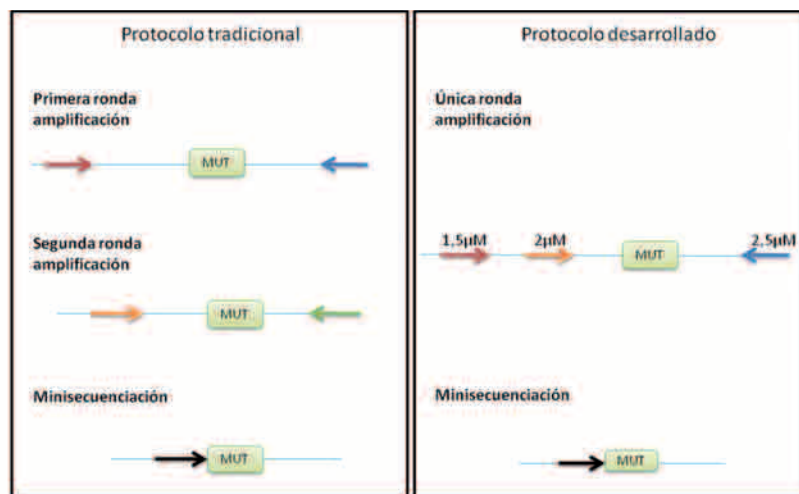 Protocolo tradicional
Primera ronda
amplificación
MUT
Segunda ronda
amplificación
MUT
Minisecuenciación
MUT
Protocolo desarrollado
Única ronda
amplificación
1,5µM
2µM
2,5µM
MUT
Minisecuenciación
MUT